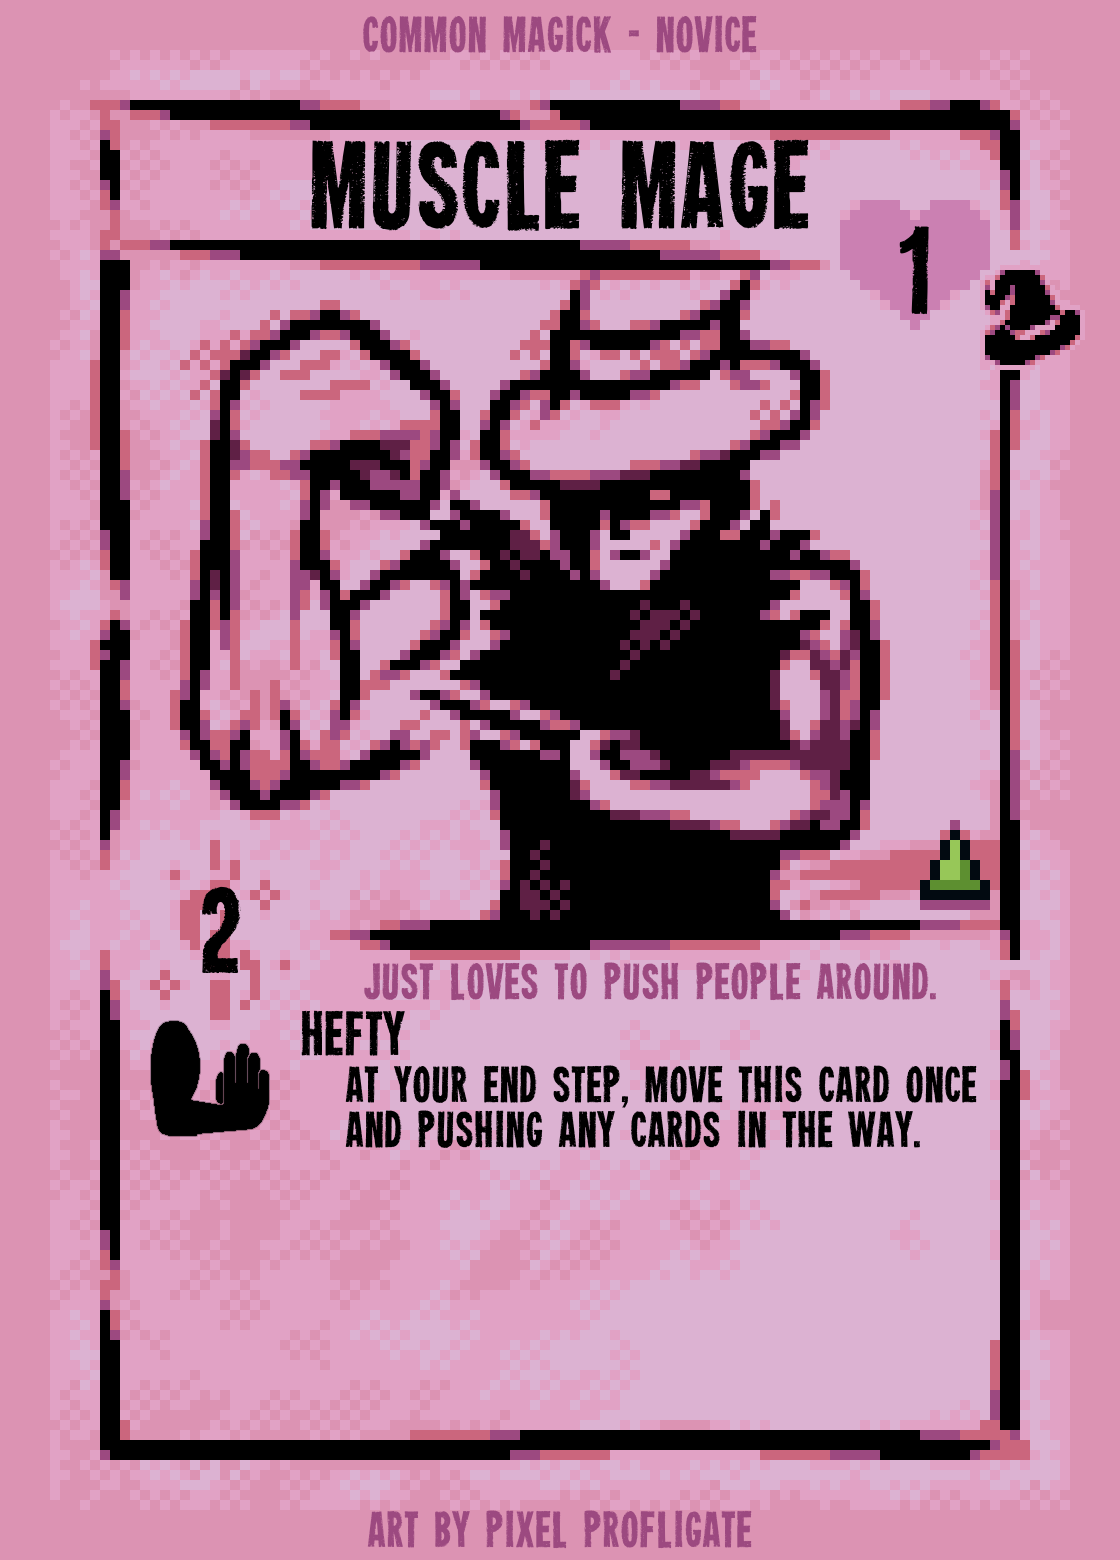 COMMON MAGICK - NOVICE
MUSCLE MAGE
1
2
JUST LOVES TO PUSH PEOPLE AROUND.
HEFTY
AT YOUR END STEP, MOVE THIS CARD ONCE
AND PUSHING ANY CARDS IN THE WAY.
ART BY PIXEL PROFLIGATE